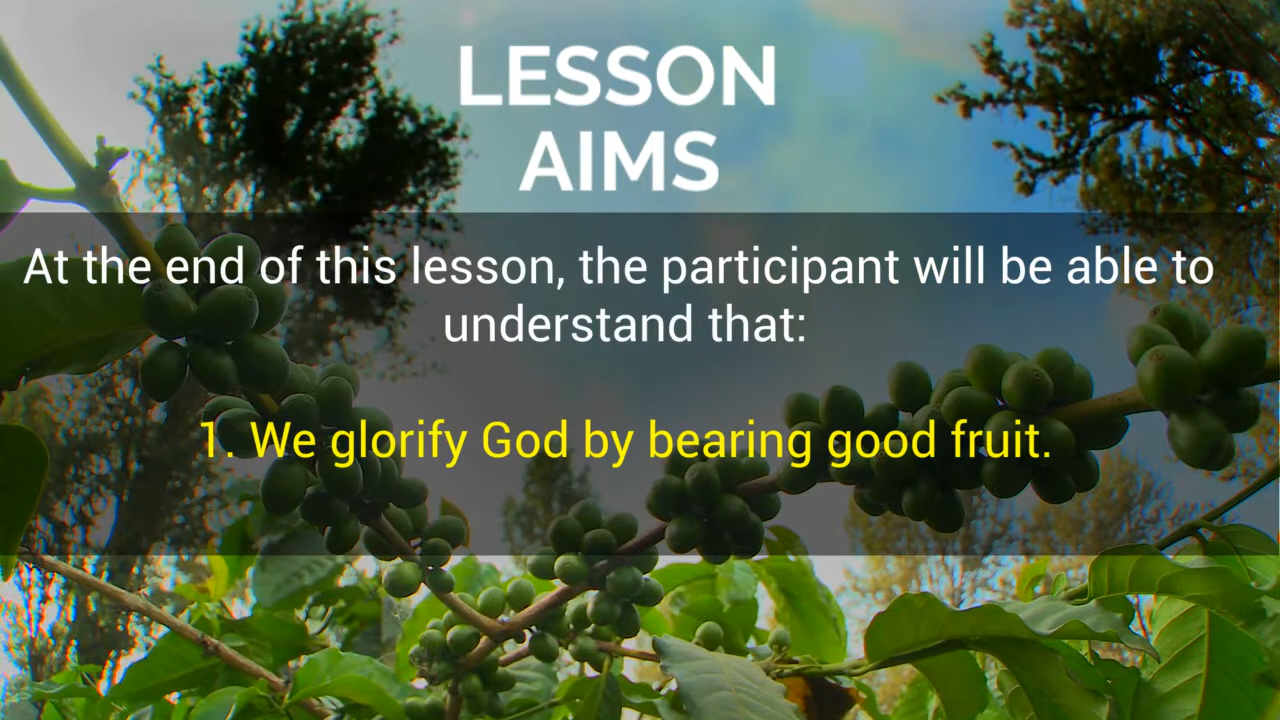 LESSON
AIMS
At the end of this lesson, the participant will be able to
understand that:
1. We glorify God by bearing good fruit.